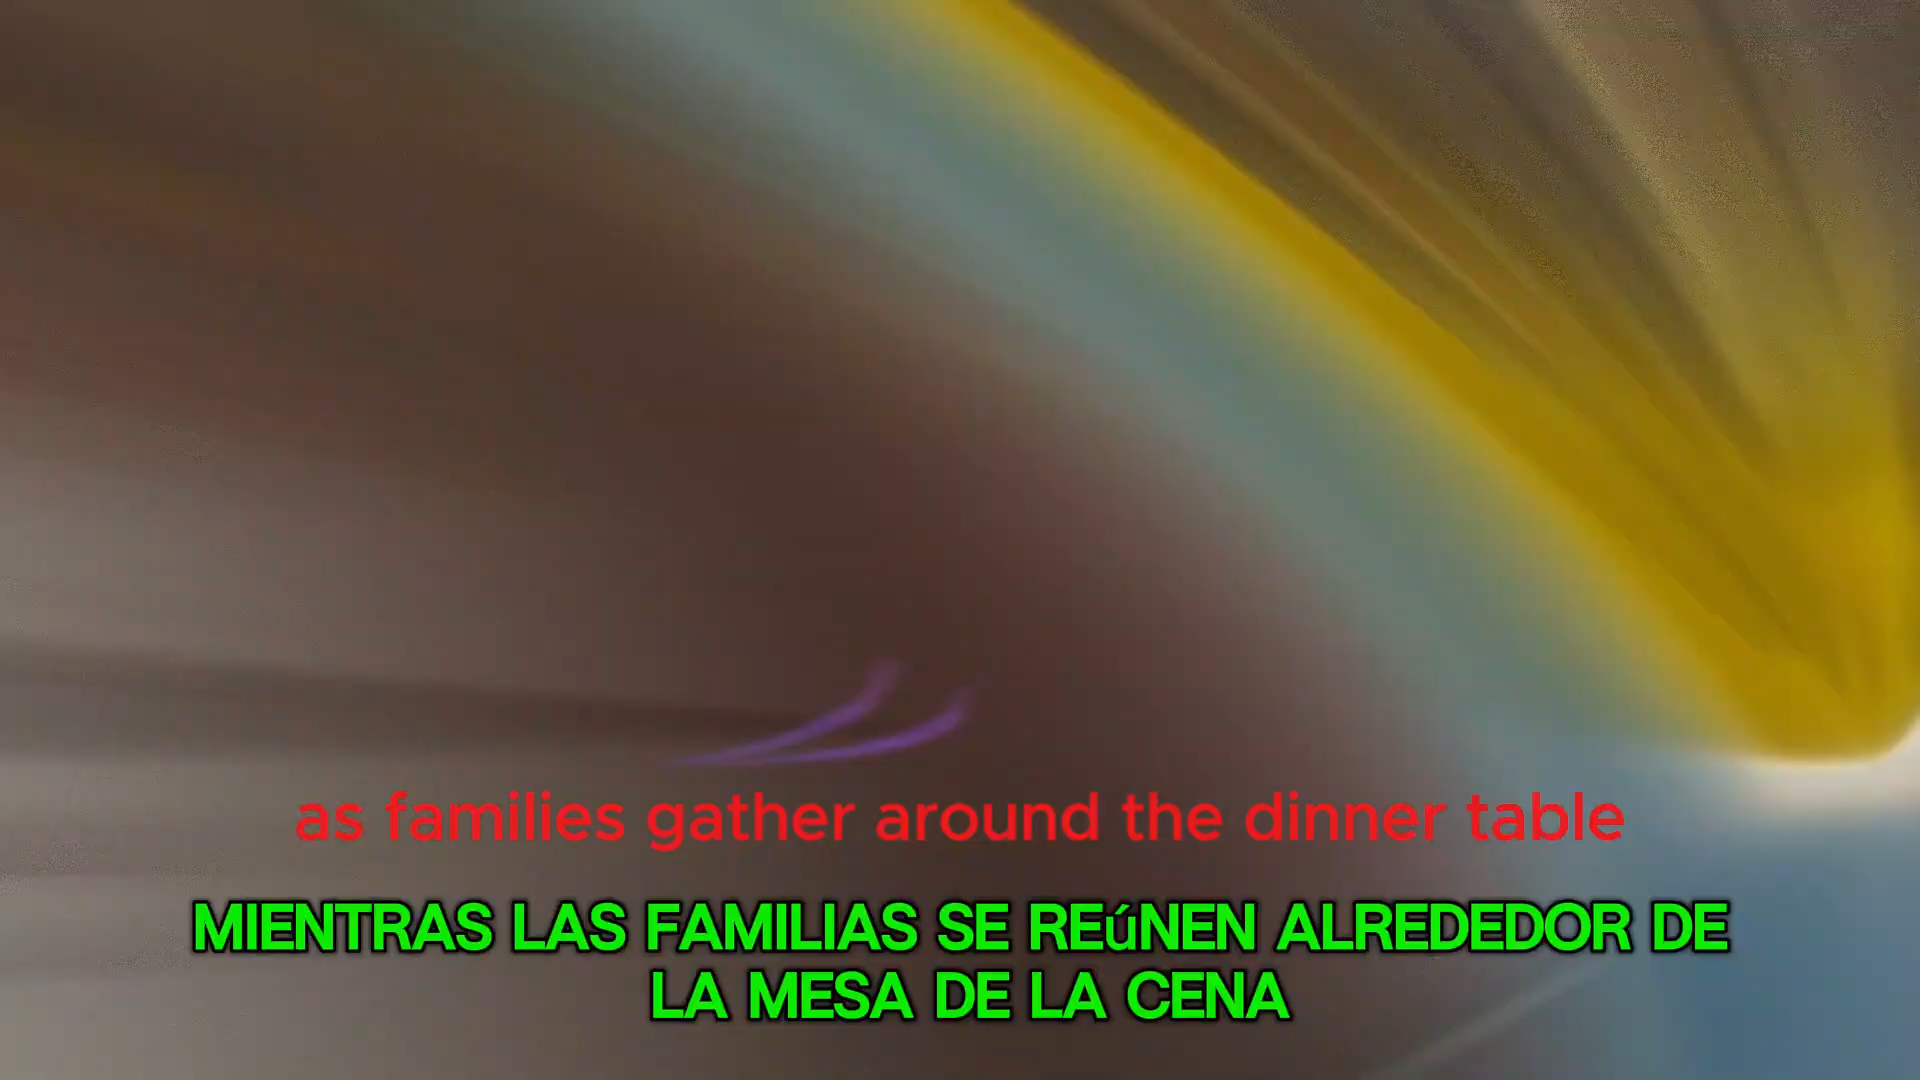 as families gather around the dinner table
MIENTRAS LAS FAMILIAS SE REúNEN ALREDEDOR DE
LA MESA DE LA CENA